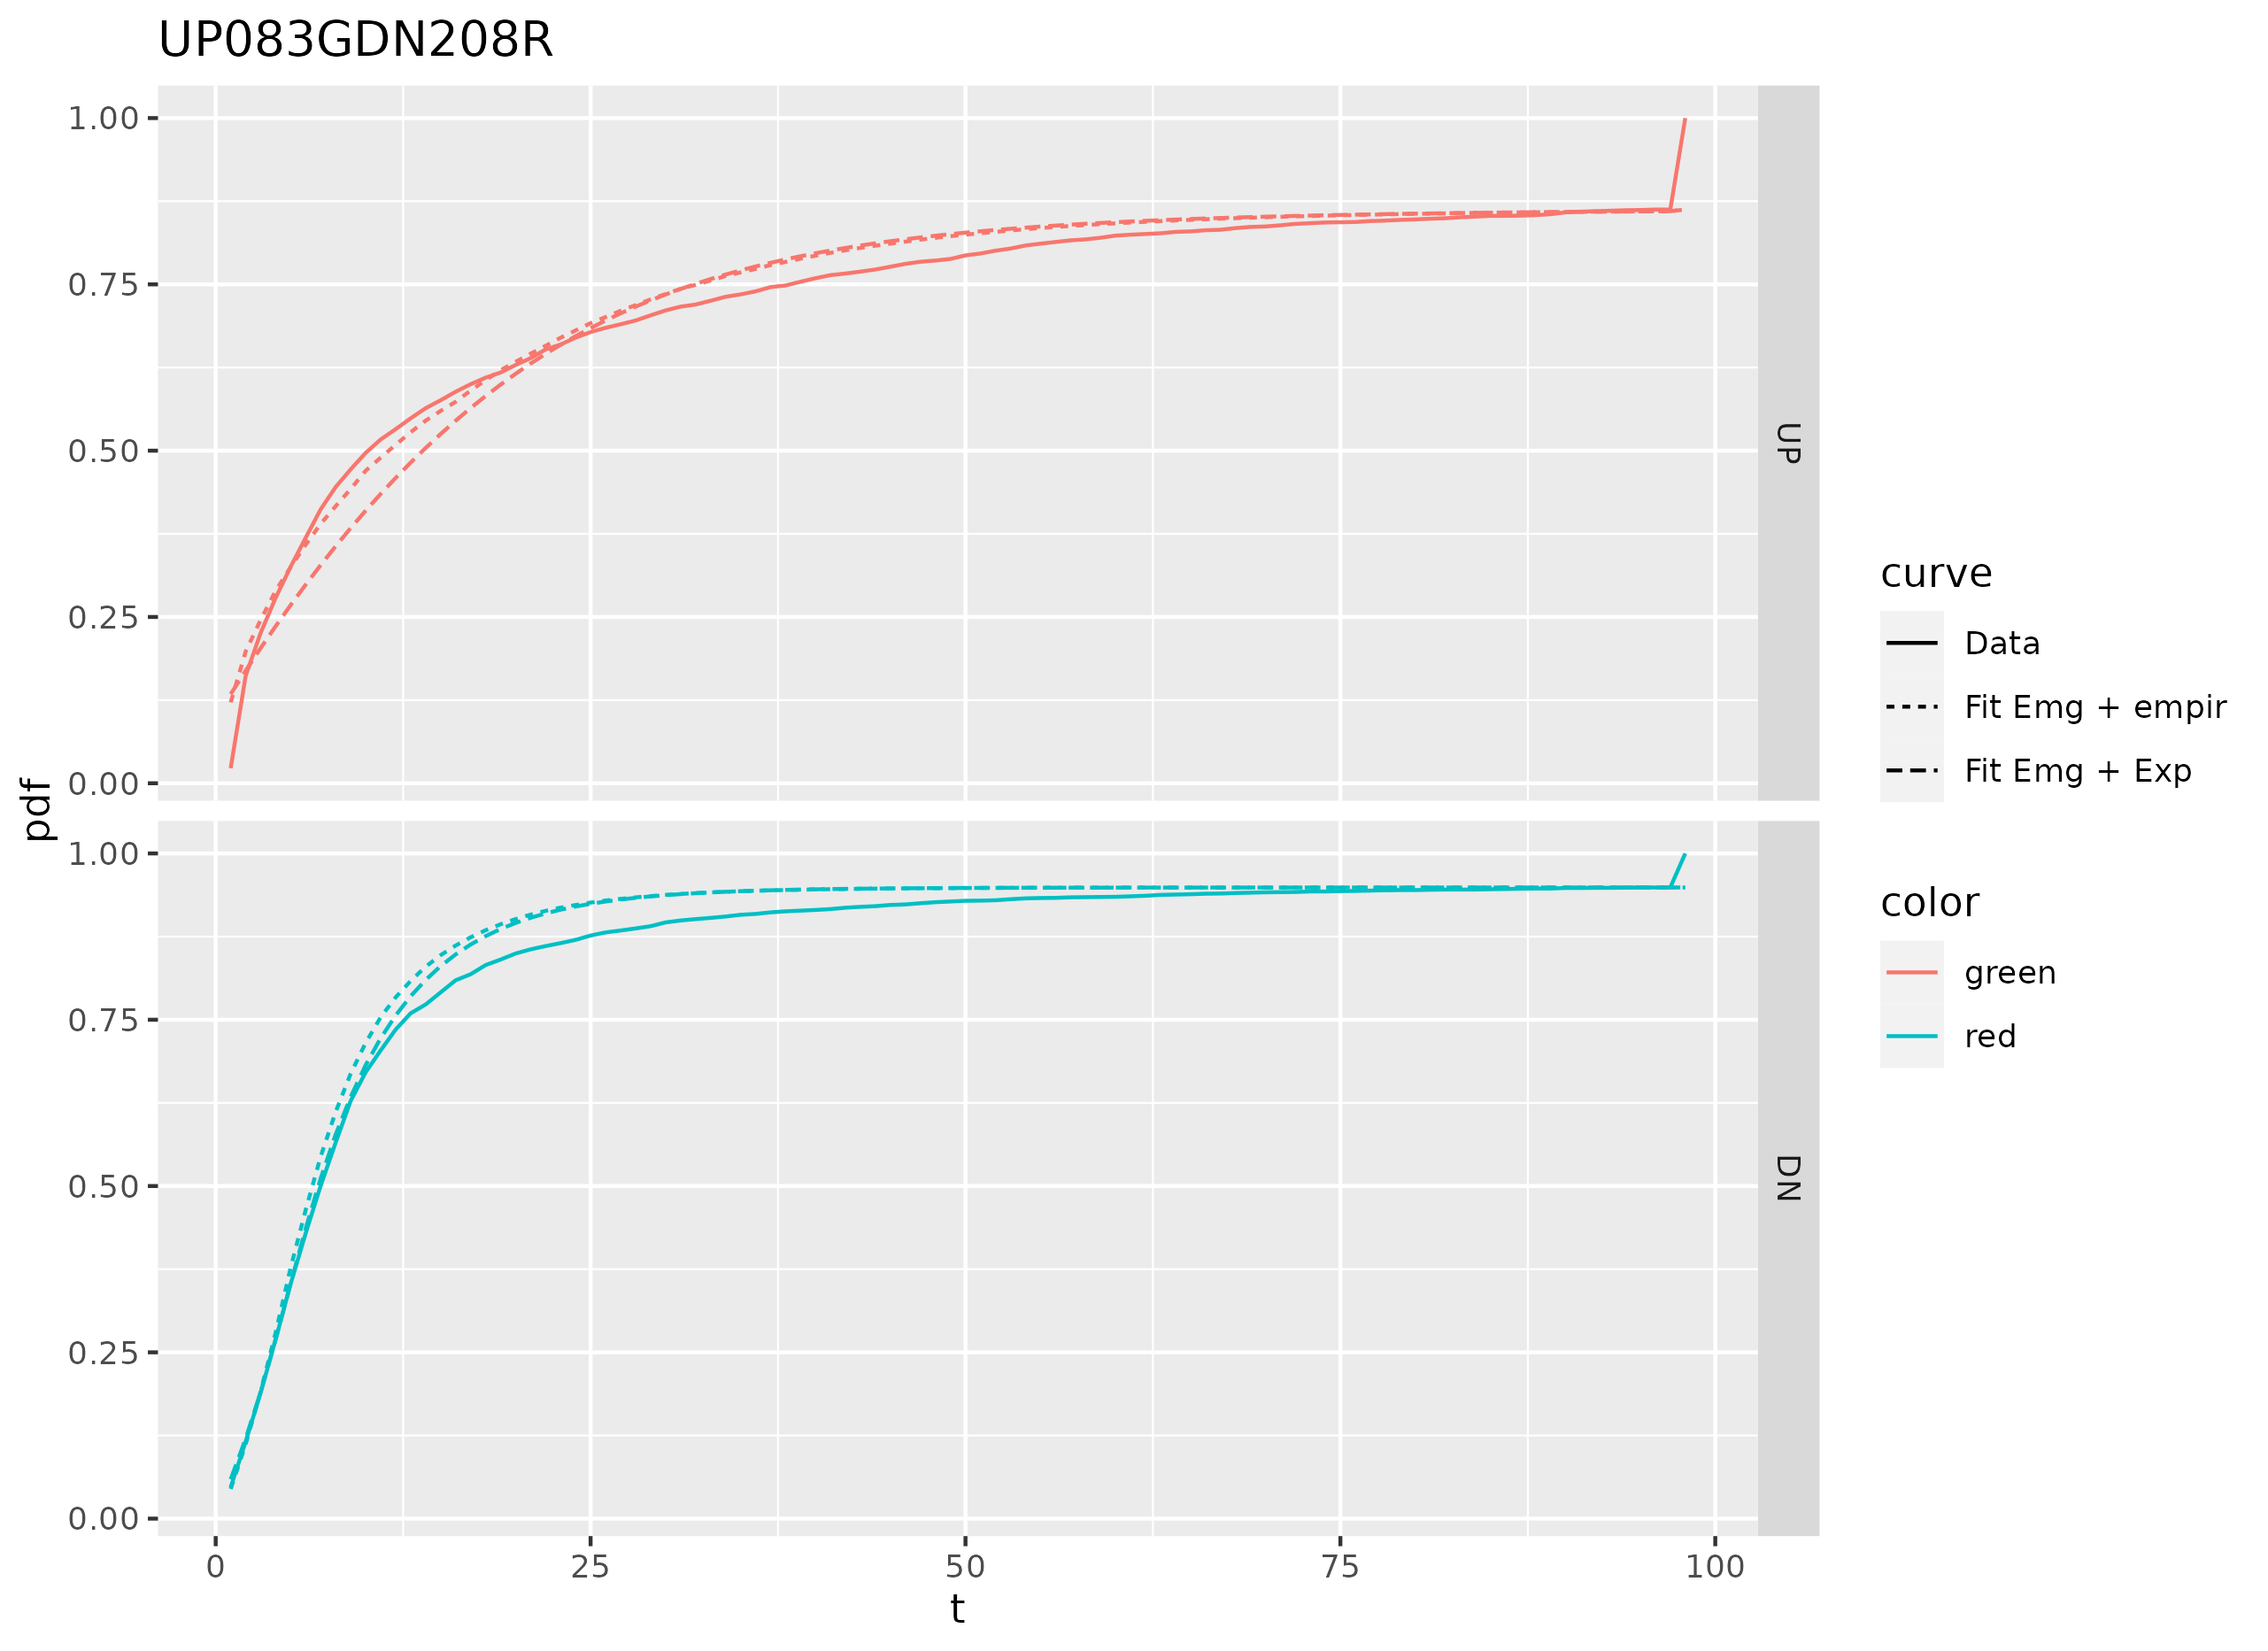 UP083GDN208R
pdf
1.00
0.75
0.50
0.25
0.00
UP
1.00
0.75
0.50
0.25
0.00
DN
0 25 50 75 100
t
curve
Data
Fit Emg + empir
Fit Emg + Exp
color
green
red